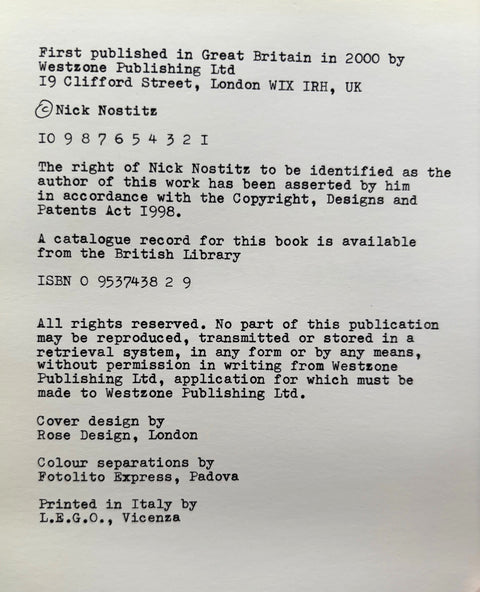 First published in Great Britain in 2000 by
Westzone Publishing Ltd
I9 Clifford Street, London WIX IRH, UK
© Nick Nostitz
IO 9 8 7 6 5 4 3 2 I
The right of Nick Nostitz to be identified as the
author of this work has been asserted by him
in accordance with the Copyright, Designs and
Patents Act I998.
A catalogue record for this book is available
from the British Library
ISBN 0 9537438 2 9
All rights reserved. No part of this publication
may be reproduced, transmitted or stored in a
retrieval system, in any form or by any means,
without permission in writing from Westzone
Publishing Ltd, application for which must be
made to Westzone Publishing Ltd.
Cover design by
Rose Design, London
Colour separations by
Fotolito Express, Padova
Printed in Italy by
L.E.G.O., Vicenza